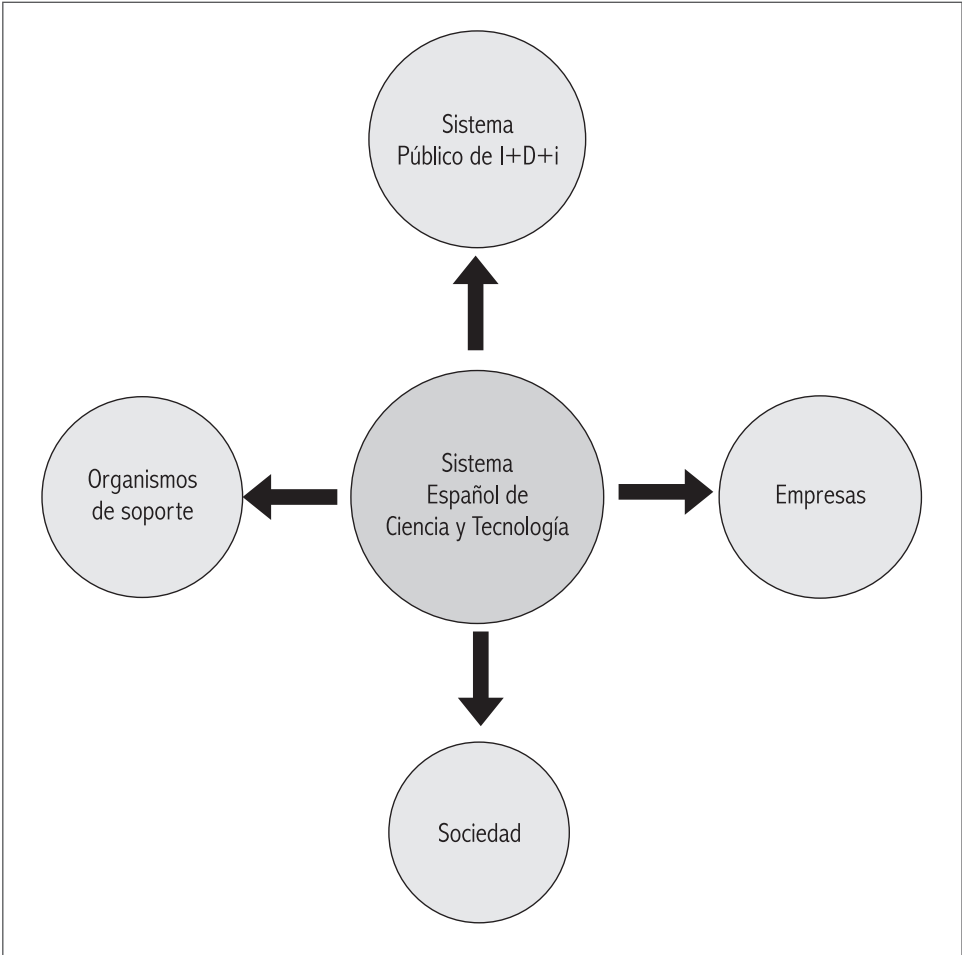 Sistema
Público de I+D+i
Organismos
de soporte
Sistema
Español de
Ciencia y Tecnología
Empresas
Sociedad